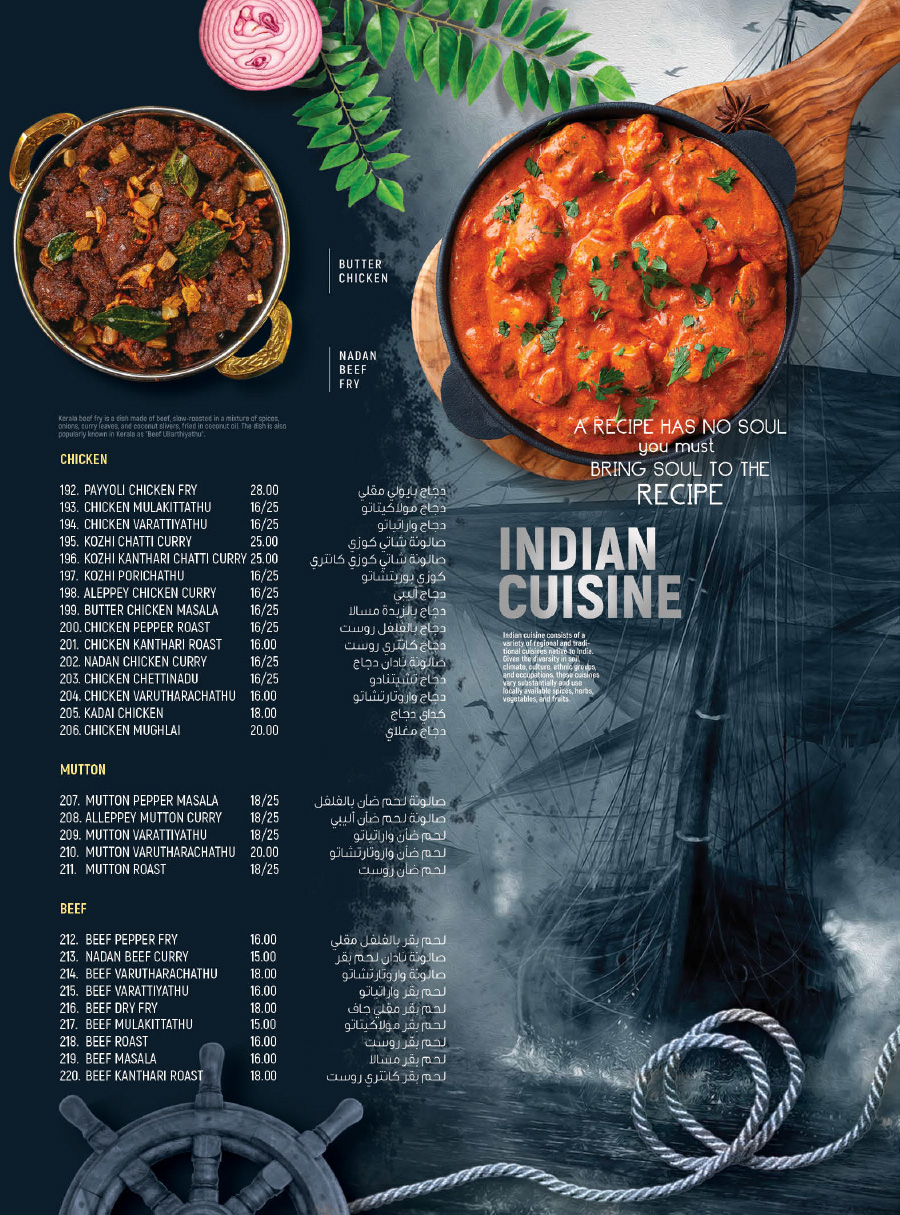 BUTTER
CHICKEN
NADAN
BEEF
FRY
Kerala beef fry is a dish made of beef, slow-roasted in a mixture of spices,
onions, curry leaves, and coconut slivers, fried in coconut oil. The dish is also
popularly known in Kerala as "Beef Ularthiyathu".
A RECIPE HAS NO SOUL
you must
BRING SOUL TO THE
RECIPE
INDIAN
CUISINE
Indian cuisine consists of a
variety of regional and tradi-
tional cuisines native to India.
Given the diversity in soil,
climate, culture, ethnic groups,
and occupations, these cuisines
vary substantially and use
locally available spices, herbs,
vegetables, and fruits.
CHICKEN
192. PAYYOLI CHICKEN FRY 28.00 دجاج بايولي مقلي
193. CHICKEN MULAKITTATHU 16/25 دجاج مولاكيتاتو
194. CHICKEN VARATTIYATHU 16/25 دجاج واراتياتو
195. KOZHI CHATTI CURRY 25.00 صالونة شاتي كوزي
196. KOZHI KANTHARI CHATTI CURRY 25.00 صالونة شاتي كوزي كانتري
197. KOZHI PORICHATHU 16/25 كوزي بوريتشاتو
198. ALEPPEY CHICKEN CURRY 16/25 دجاج آليبي
199. BUTTER CHICKEN MASALA 16/25 دجاج بالزبدة مسالا
200. CHICKEN PEPPER ROAST 16/25 دجاج بالفلفل روست
201. CHICKEN KANTHARI ROAST 16.00 دجاج كانتري روست
202. NADAN CHICKEN CURRY 16/25 صالونة نادان دجاج
203. CHICKEN CHETTINADU 16/25 دجاج تشيتنادو
204. CHICKEN VARUTHARACHATHU 16.00 دجاج واروتارتشاتو
205. KADAI CHICKEN 18.00 كداي دجاج
206. CHICKEN MUGHLAI 20.00 دجاج مغلاي
MUTTON
207. MUTTON PEPPER MASALA 18/25 صالونة لحم ضأن بالفلفل
208. ALLEPPEY MUTTON CURRY 18/25 صالونة لحم ضأن آليبي
209. MUTTON VARATTIYATHU 18/25 لحم ضأن واراتياتو
210. MUTTON VARUTHARACHATHU 20.00 لحم ضأن واروتارتشاتو
211. MUTTON ROAST 18/25 لحم ضأن روست
BEEF
212. BEEF PEPPER FRY 16.00 لحم بقر بالفلفل مقلي
213. NADAN BEEF CURRY 15.00 صالونة نادان لحم بقر
214. BEEF VARUTHARACHATHU 18.00 صالونة واروتارتشاتو
215. BEEF VARATTIYATHU 16.00 لحم بقر واراتياتو
216. BEEF DRY FRY 18.00 لحم بقر مقلي جاف
217. BEEF MULAKITTATHU 15.00 لحم بقر مولاكيتاتو
218. BEEF ROAST 16.00 لحم بقر روست
219. BEEF MASALA 16.00 لحم بقر مسالا
220. BEEF KANTHARI ROAST 18.00 لحم بقر كانتري روست